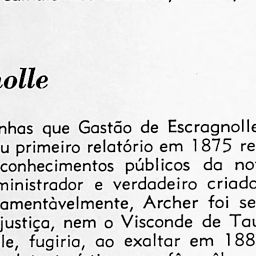 nolle
nhas que Gastão de Escragnolle
u primeiro relatório em 1875 re
conhecimentos públicos da no
ministrador e verdadeiro criado
amentàvelmente, Archer foi se
justiça, nem o Visconde de Tau
le, fugiria, ao exaltar em 188